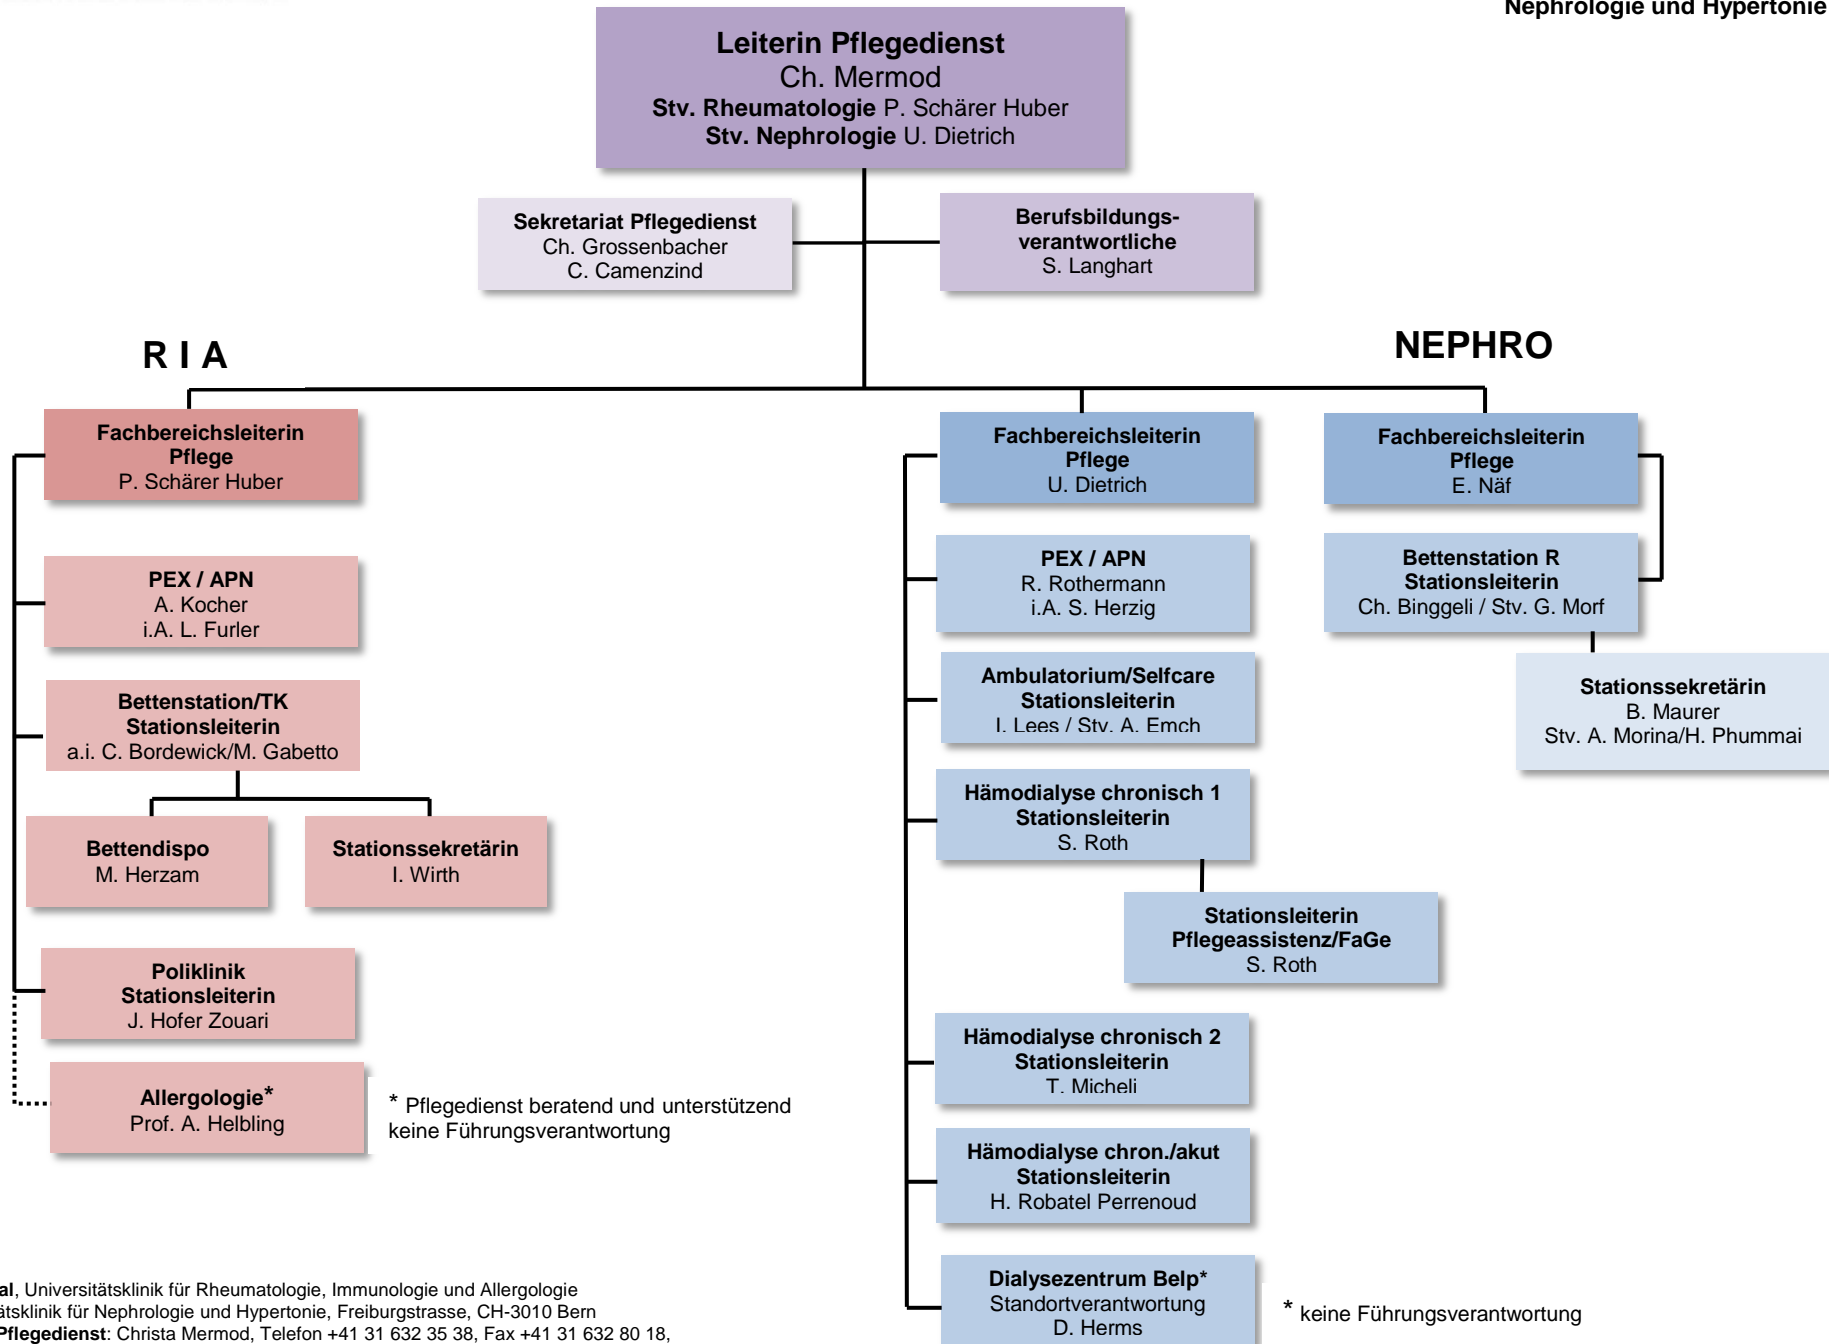 Nephrologie und Hypertonie
Leiterin Pflegedienst
Ch. Mermod
Stv. Rheumatologie P. Schärer Huber
Stv. Nephrologie U. Dietrich
Sekretariat Pflegedienst
Ch. Grossenbacher
C. Camenzind
Berufsbildungs-
verantwortliche
S. Langhart
R I A
NEPHRO
Fachbereichsleiterin
Pflege
P. Schärer Huber
PEX / APN
A. Kocher
i.A. L. Furler
Bettenstation/TK
Stationsleiterin
a.i. C. Bordewick/M. Gabetto
Bettendispo
M. Herzam
Stationssekretärin
I. Wirth
Poliklinik
Stationsleiterin
J. Hofer Zouari
Allergologie*
Prof. A. Helbling
* Pflegedienst beratend und unterstützend
keine Führungsverantwortung
Fachbereichsleiterin
Pflege
U. Dietrich
PEX / APN
R. Rothermann
i.A. S. Herzig
Ambulatorium/Selfcare
Stationsleiterin
I. Lees / Stv. A. Emch
Hämodialyse chronisch 1
Stationsleiterin
S. Roth
Stationsleiterin
Pflegeassistenz/FaGe
S. Roth
Hämodialyse chronisch 2
Stationsleiterin
T. Micheli
Hämodialyse chron./akut
Stationsleiterin
H. Robatel Perrenoud
Dialysezentrum Belp*
Standortverantwortung
D. Herms
* keine Führungsverantwortung
Fachbereichsleiterin
Pflege
E. Näf
Bettenstation R
Stationsleiterin
Ch. Binggeli / Stv. G. Morf
Stationssekretärin
B. Maurer
Stv. A. Morina/H. Phummai
al, Universitätsklinik für Rheumatologie, Immunologie und Allergologie
ätsklinik für Nephrologie und Hypertonie, Freiburgstrasse, CH-3010 Bern
Pflegedienst: Christa Mermod, Telefon +41 31 632 35 38, Fax +41 31 632 80 18,